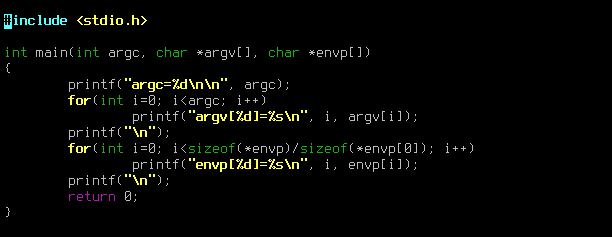 #include <stdio.h>
int main(int argc, char *argv[], char *envp[])
{
        printf("argc=%d\n\n", argc);
        for(int i=0; i<argc; i++)
                printf("argv[%d]=%s\n", i, argv[i]);
        printf("\n");
        for(int i=0; i<sizeof(*envp)/sizeof(*envp[0]); i++)
                printf("envp[%d]=%s\n", i, envp[i]);
        printf("\n");
        return 0;
}